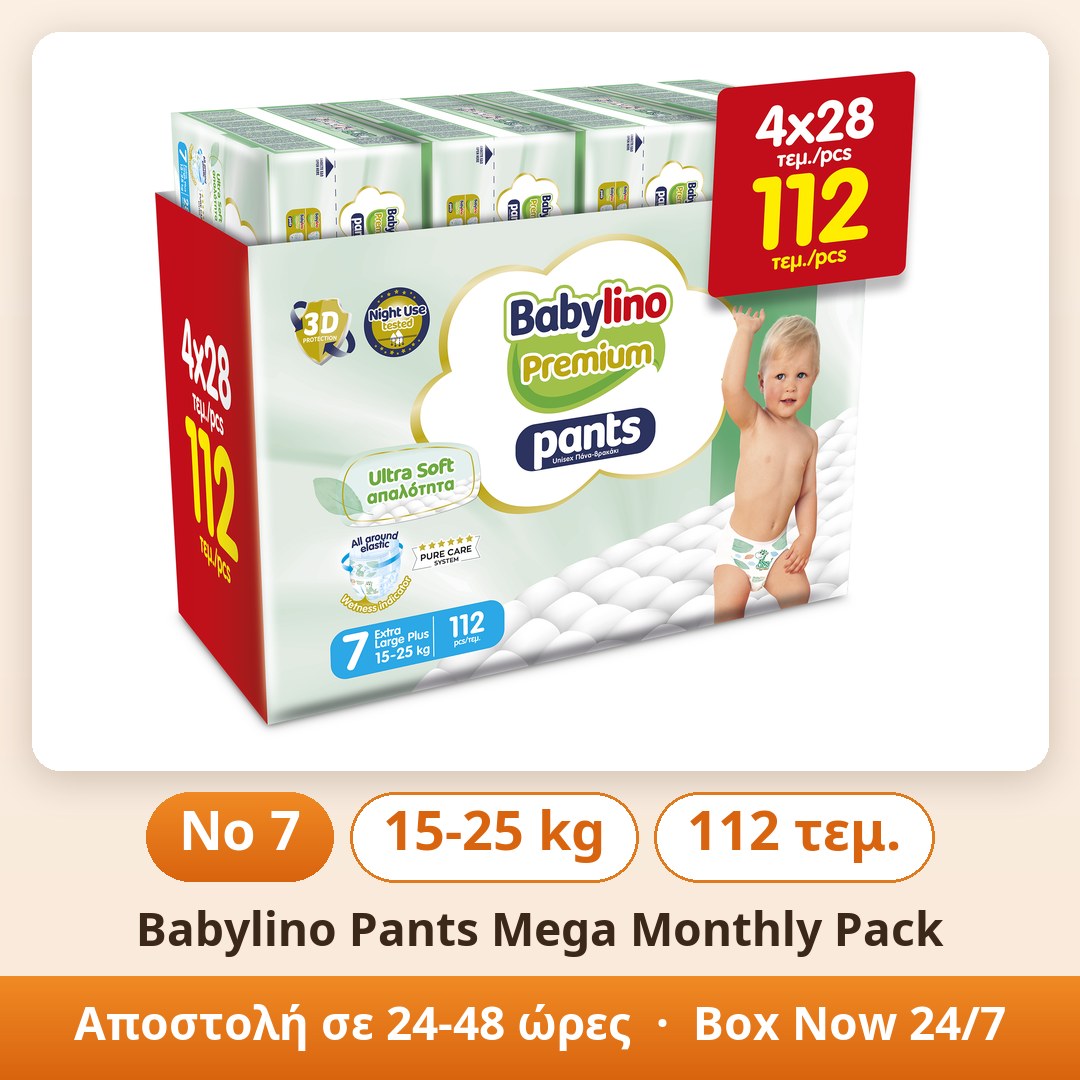 4x28
τεμ./pcs
112
τεμ./pcs
4x28
τεμ./pcs
112
τεμ./pcs
3D
PROTECTION
Night Use
tested
Babylino
Premium
pants
Unisex Πάνα-βρακάκι
Ultra Soft
απαλότητα
All around
elastic
PURE CARE
SYSTEM
Wetness indicator
7 Extra Large Plus 15-25 kg
112
pcs/τεμ.
No 7
15-25 kg
112 τεμ.
Babylino Pants Mega Monthly Pack
Αποστολή σε 24-48 ώρες · Box Now 24/7